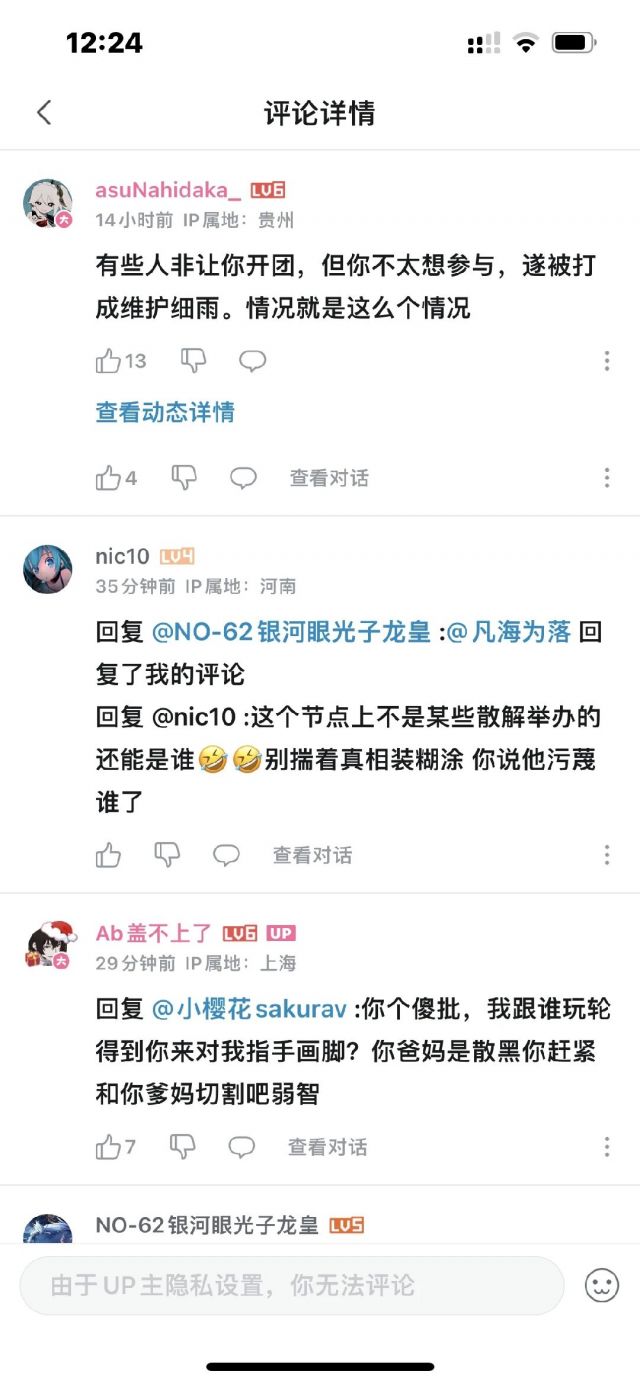 12:24
评论详情
asuNahidaka_ LV6
14小时前 IP属地：贵州
有些人非让你开团，但你不太想参与，遂被打
成维护细雨。情况就是这么个情况
13
查看动态详情
4 查看对话
nic10 LV4
35分钟前 IP属地：河南
回复 @NO-62银河眼光子龙皇 :@凡海为落 回
复了我的评论
回复 @nic10 :这个节点上不是某些散解举办的
还能是谁🤣🤣别揣着真相装糊涂 你说他污蔑
谁了
查看对话
Ab盖不上了 LV6 UP
29分钟前 IP属地：上海
回复 @小樱花sakurav :你个傻批，我跟谁玩轮
得到你来对我指手画脚？你爸妈是散黑你赶紧
和你爹妈切割吧弱智
7 查看对话
NO-62银河眼光子龙皇 LV5
由于UP主隐私设置，你无法评论